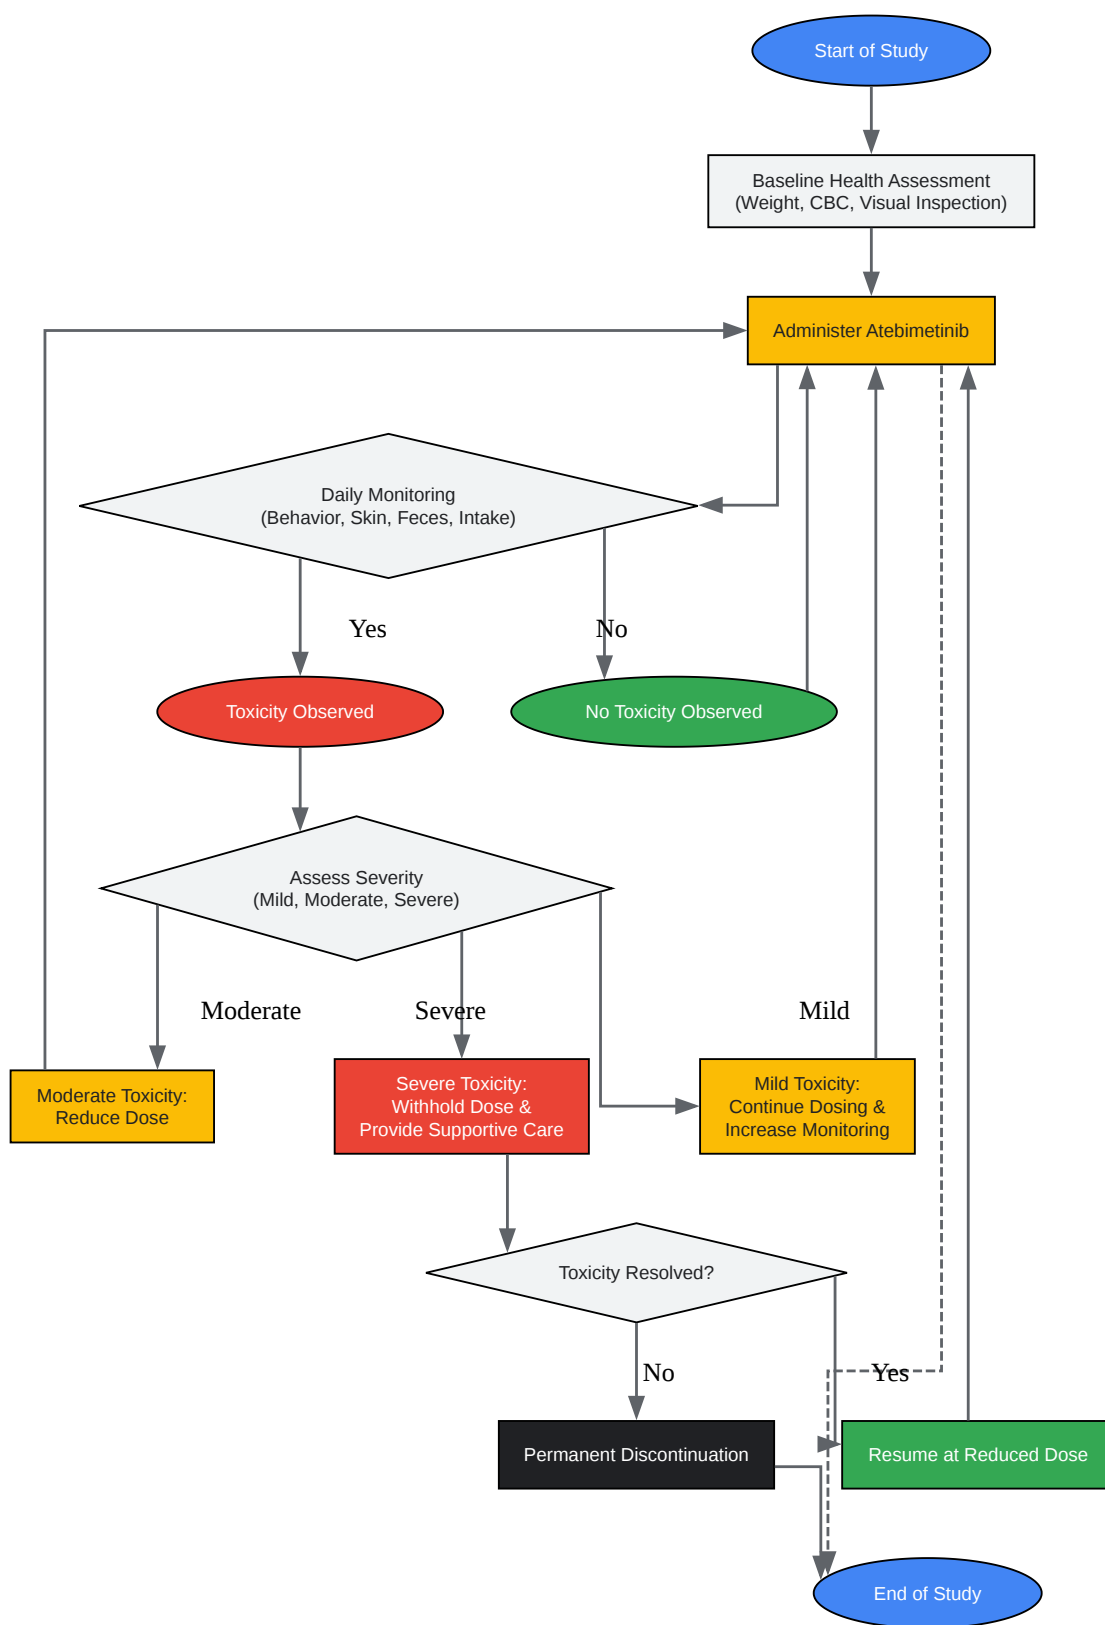 Start of Study
Baseline Health Assessment
(Weight, CBC, Visual Inspection)
Administer Atebimetinib
Daily Monitoring
(Behavior, Skin, Feces, Intake)
Yes
No
Toxicity Observed
No Toxicity Observed
Assess Severity
(Mild, Moderate, Severe)
Moderate
Severe
Mild
Moderate Toxicity:
Reduce Dose
Severe Toxicity:
Withhold Dose &
Provide Supportive Care
Mild Toxicity:
Continue Dosing &
Increase Monitoring
Toxicity Resolved?
No
Yes
Permanent Discontinuation
Resume at Reduced Dose
End of Study